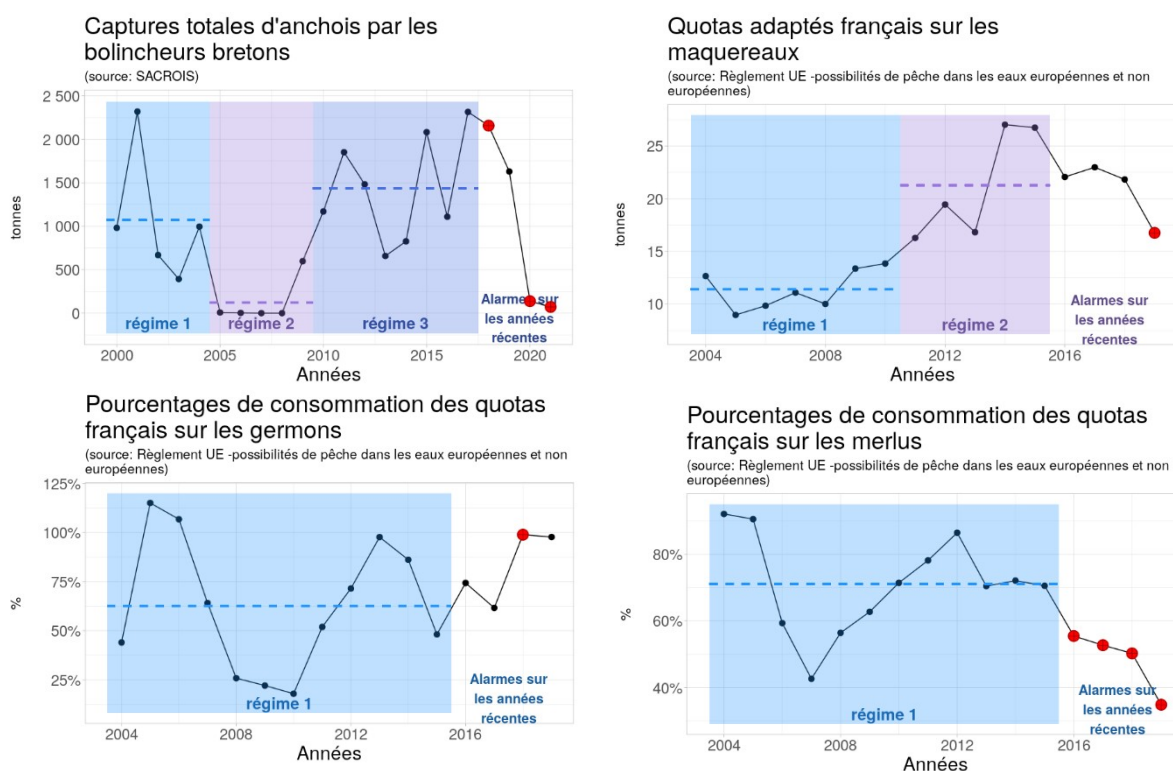 Captures totales d'anchois par les
bolincheurs bretons
(source: SACROIS)
2 500
2 000
1 500
1 000
500
0
tonnes
régime 1
régime 2
régime 3
Alarmes sur
les années
récentes
2000
2005
2010
2015
2020
Années
Quotas adaptés français sur les
maquereaux
(source: Règlement UE -possibilités de pêche dans les eaux européennes et non
européennes)
25
20
15
10
tonnes
régime 1
régime 2
Alarmes sur
les années
récentes
2004
2008
2012
2016
Années
Pourcentages de consommation des quotas
français sur les germons
(source: Règlement UE -possibilités de pêche dans les eaux européennes et non
européennes)
125%
100%
75%
50%
25%
%
régime 1
Alarmes sur
les années
récentes
2004
2008
2012
2016
Années
Pourcentages de consommation des quotas
français sur les merlus
(source: Règlement UE -possibilités de pêche dans les eaux européennes et non
européennes)
80%
60%
40%
%
régime 1
Alarmes sur
les années
récentes
2004
2008
2012
2016
Années